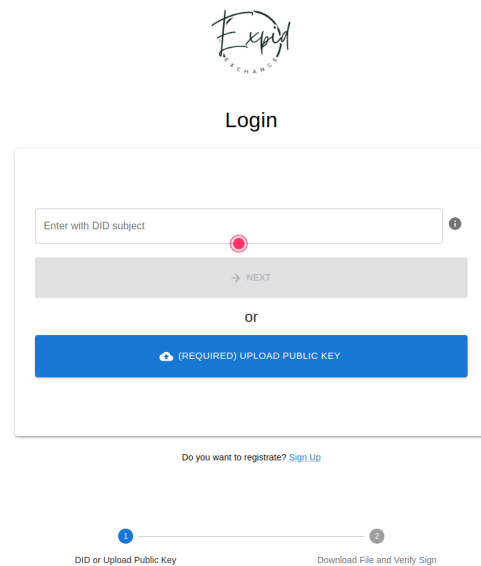 Expid
EXCHANGE
Login
Enter with DID subject
NEXT
or
(REQUIRED) UPLOAD PUBLIC KEY
Do you want to registrate? Sign Up
1
2
DID or Upload Public Key
Download File and Verify Sign